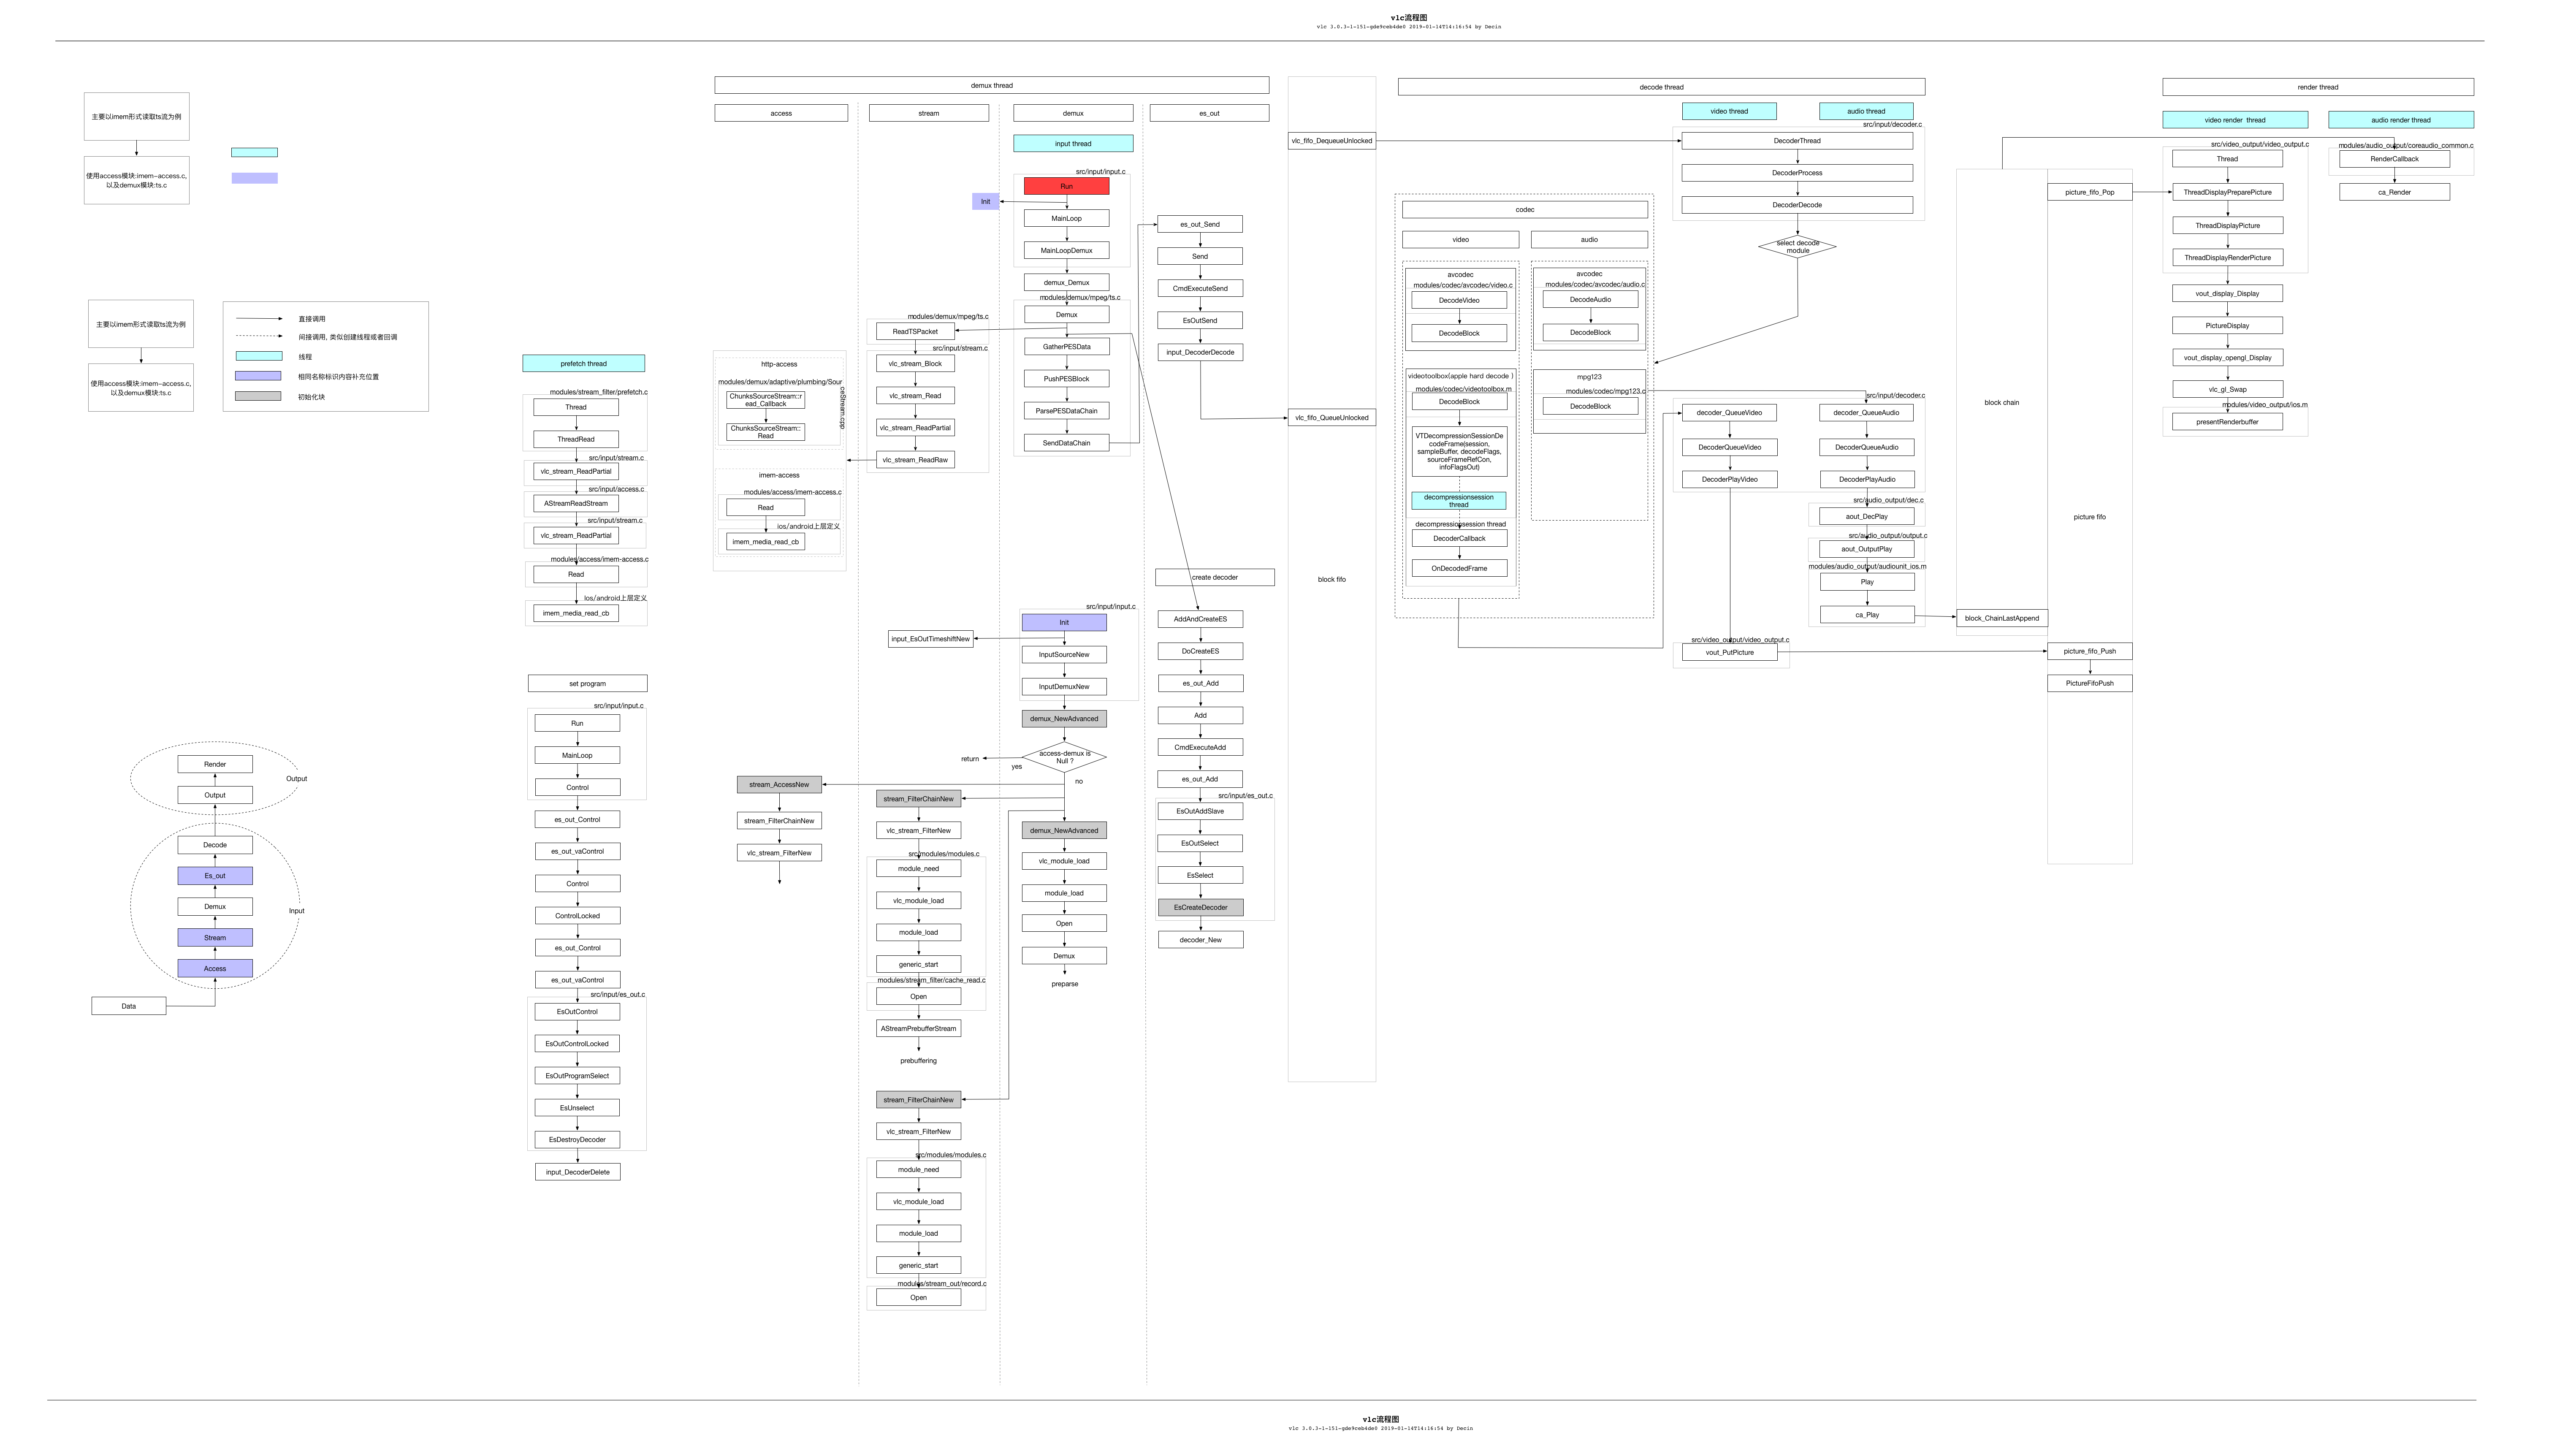 vlc流程图
vlc 3.0.3-1-151-gde9ceb4de0 2019-01-14T14:16:54 by Decin
主要以imem形式读取ts流为例
使用access模块:imem-access.c,
以及demux模块:ts.c
主要以imem形式读取ts流为例
使用access模块:imem-access.c,
以及demux模块:ts.c
直接调用
间接调用, 类似创建线程或者回调
线程
相同名称标识内容补充位置
初始化块
Render
Output
Output
Decode
Es_out
Demux
Input
Stream
Access
Data
prefetch thread
modules/stream_filter/prefetch.c
Thread
ThreadRead
src/input/stream.c
vlc_stream_ReadPartial
src/input/access.c
AStreamReadStream
src/input/stream.c
vlc_stream_ReadPartial
modules/access/imem-access.c
Read
ios/android上层定义
imem_media_read_cb
set program
src/input/input.c
Run
MainLoop
Control
es_out_Control
es_out_vaControl
Control
ControlLocked
es_out_Control
es_out_vaControl
src/input/es_out.c
EsOutControl
EsOutControlLocked
EsOutProgramSelect
EsUnselect
EsDestroyDecoder
input_DecoderDelete
demux thread
access
stream
demux
es_out
http-access
modules/demux/adaptive/plumbing/Sour
ceStream.cpp
ChunksSourceStream::r
ead_Callback
ChunksSourceStream::
Read
imem-access
modules/access/imem-access.c
Read
ios/android上层定义
imem_media_read_cb
modules/demux/mpeg/ts.c
ReadTSPacket
src/input/stream.c
vlc_stream_Block
vlc_stream_Read
vlc_stream_ReadPartial
vlc_stream_ReadRaw
input thread
src/input/input.c
Run
Init
MainLoop
MainLoopDemux
demux_Demux
modules/demux/mpeg/ts.c
Demux
GatherPESData
PushPESBlock
ParsePESDataChain
SendDataChain
es_out_Send
Send
CmdExecuteSend
EsOutSend
input_DecoderDecode
src/input/input.c
Init
input_EsOutTimeshiftNew
InputSourceNew
InputDemuxNew
demux_NewAdvanced
access-demux is
Null ?
return
yes
no
stream_AccessNew
stream_FilterChainNew
vlc_stream_FilterNew
stream_FilterChainNew
vlc_stream_FilterNew
src/modules/modules.c
module_need
vlc_module_load
module_load
generic_start
modules/stream_filter/cache_read.c
Open
AStreamPrebufferStream
prebuffering
stream_FilterChainNew
vlc_stream_FilterNew
src/modules/modules.c
module_need
vlc_module_load
module_load
generic_start
modules/stream_out/record.c
Open
demux_NewAdvanced
vlc_module_load
module_load
Open
Demux
preparse
create decoder
AddAndCreateES
DoCreateES
es_out_Add
Add
CmdExecuteAdd
es_out_Add
src/input/es_out.c
EsOutAddSlave
EsOutSelect
EsSelect
EsCreateDecoder
decoder_New
vlc_fifo_DequeueUnlocked
vlc_fifo_QueueUnlocked
block fifo
decode thread
video thread
audio thread
src/input/decoder.c
DecoderThread
DecoderProcess
DecoderDecode
select decode
module
codec
video
audio
avcodec
modules/codec/avcodec/video.c
DecodeVideo
DecodeBlock
videotoolbox(apple hard decode )
modules/codec/videotoolbox.m
DecodeBlock
VTDecompressionSessionDe
codeFrame(session,
sampleBuffer, decodeFlags,
sourceFrameRefCon,
infoFlagsOut)
decompressionsession
thread
decompressionsession thread
DecoderCallback
OnDecodedFrame
avcodec
modules/codec/avcodec/audio.c
DecodeAudio
DecodeBlock
mpg123
modules/codec/mpg123.c
DecodeBlock
src/input/decoder.c
decoder_QueueVideo
decoder_QueueAudio
DecoderQueueVideo
DecoderQueueAudio
DecoderPlayVideo
DecoderPlayAudio
src/audio_output/dec.c
aout_DecPlay
src/audio_output/output.c
aout_OutputPlay
modules/audio_output/audiounit_ios.m
Play
ca_Play
src/video_output/video_output.c
vout_PutPicture
block chain
block_ChainLastAppend
picture_fifo_Pop
picture fifo
picture_fifo_Push
PictureFifoPush
render thread
video render  thread
audio render thread
src/video_output/video_output.c
Thread
ThreadDisplayPreparePicture
ThreadDisplayPicture
ThreadDisplayRenderPicture
vout_display_Display
PictureDisplay
vout_display_opengl_Display
vlc_gl_Swap
modules/video_output/ios.m
presentRenderbuffer
modules/audio_output/coreaudio_common.c
RenderCallback
ca_Render
vlc流程图
vlc 3.0.3-1-151-gde9ceb4de0 2019-01-14T14:16:54 by Decin